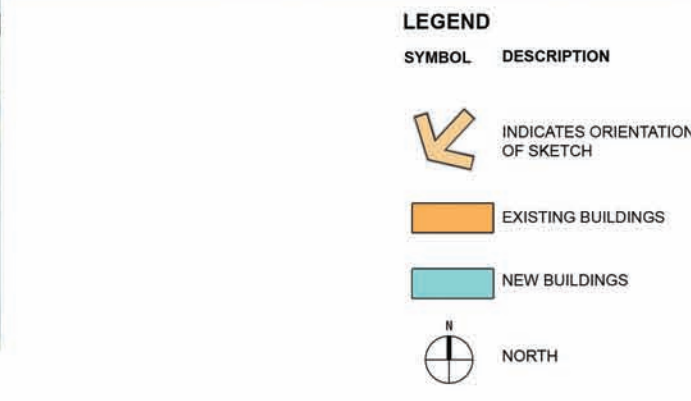 LEGEND
SYMBOL DESCRIPTION
INDICATES ORIENTATION
OF SKETCH
EXISTING BUILDINGS
NEW BUILDINGS
N
NORTH